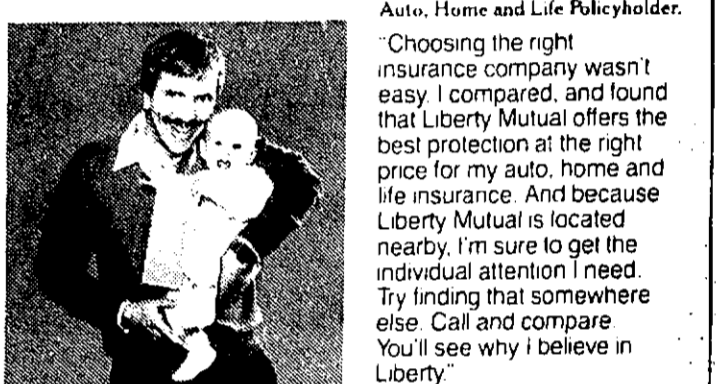 Auto, Home and Life Policyholder.
"Choosing the right
insurance company wasn't
easy. I compared, and found
that Liberty Mutual offers the
best protection at the right
price for my auto, home and
life insurance. And because
Liberty Mutual is located
nearby, I'm sure to get the
individual attention I need.
Try finding that somewhere
else. Call and compare.
You'll see why I believe in
Liberty."